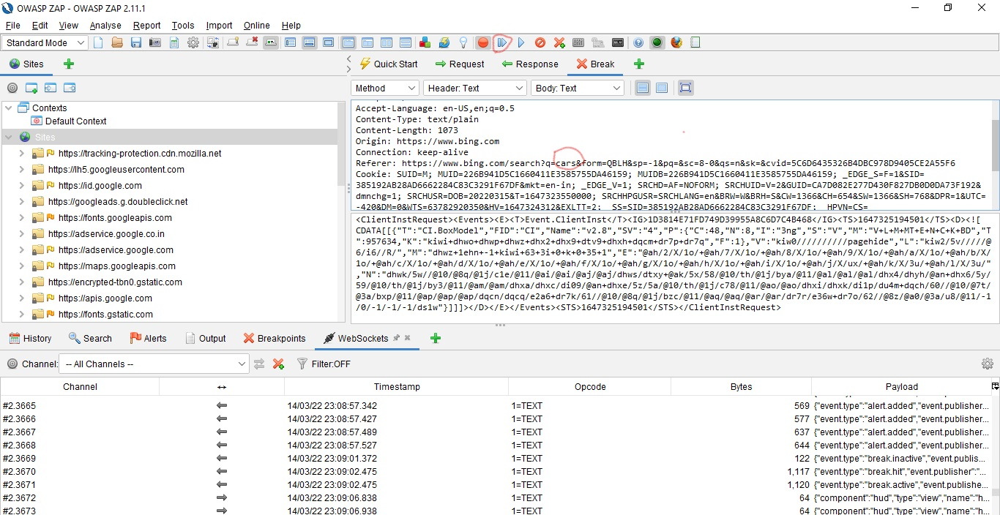 OWASP ZAP - OWASP ZAP 2.11.1
File Edit View Analyse Report Tools Import Online Help
Standard Mode
Sites
Quick Start Request Response Break
Method Header: Text Body: Text
Contexts
Default Context
Sites
https://tracking-protection.cdn.mozilla.net
https://lh5.googleusercontent.com
https://id.google.com
https://googleads.g.doubleclick.net
https://fonts.googleapis.com
https://adservice.google.co.in
https://adservice.google.com
https://maps.googleapis.com
https://encrypted-tbn0.gstatic.com
https://apis.google.com
https://fonts.gstatic.com
Accept-Language: en-US,en;q=0.5
Content-Type: text/plain
Content-Length: 1073
Origin: https://www.bing.com
Connection: keep-alive
Referer: https://www.bing.com/search?q=cars&form=QBLH&sp=-1&pq=&sc=8-0&qs=n&sk=&cvid=5C6D6435326B4DBC978D9405CE2A55F6
Cookie: SUID=M; MUID=226B941D5C1660411E3585755DA46159; MUIDB=226B941D5C1660411E3585755DA46159; _EDGE_S=F=1&SID=
385192AB28AD6662284C83C3291F67DF&mkt=en-in; _EDGE_V=1; SRCHD=AF=NOFORM; SRCHUID=V=2&GUID=CA7D082E277D430F827DB0D0DA73F192&
dmnchg=1; SRCHUSR=DOB=20220315&T=1647323550000; SRCHHPGUSR=SRCHLANG=en&BRW=W&BRH=S&CW=1366&CH=654&SW=1366&SH=768&DPR=1&UTC=
-420&DM=0&WTS=63782920350&HV=1647324312&EXLTT=2; _SS=SID=385192AB28AD6662284C83C3291F67DF; _HPVN=CS=
<ClientInstRequest><Events><E><T>Event.ClientInst</T><IG>1D3814E71FD749D39955A8C6D7C4B468</IG><TS>1647325194501</TS><D><![
CDATA[[{"T":"CI.BoxModel","FID":"CI","Name":"v2.8","SV":"4","P":{"C":48,"N":8,"I":"3ng","S":"V","M":"V+L+M+MT+E+N+C+K+BD","T"
:957634,"K":"kiwi+dhwo+dhwp+dhwz+dhx2+dhx9+dtv9+dhxh+dqcm+dr7p+dr7q","F":1},"V":"kiw0//////////pagehide","L":"kiw2/5v/////@
6/i6//R/","M":"dhwz+1ehn+-1+kiwi+63+3i+0+k+0+35+1","E":"@ah/2/X/1o/+@ah/7/X/1o/+@ah/8/X/1o/+@ah/9/X/1o/+@ah/a/X/1o/+@ah/b/X/
1o/+@ah/c/X/1o/+@ah/d/X/1o/+@ah/e/X/1o/+@ah/f/X/1o/+@ah/g/X/1o/+@ah/h/X/1o/+@ah/i/X/1o/+@ah/j/X/ux/+@ah/k/X/3u/+@ah/l/X/3u/"
,"N":"dhwk/5w//@10/@8q/@1j/c1e/@11/@ai/@ai/@aj/@aj/dhws/dtxy+@ak/5x/58/@10/th/@1j/bya/@11/@al/@al/@al/dhx4/dhyh/@an+dhx6/5y/
59/@10/th/@1j/by3/@11/@am/@am/dhxa/dhxc/di09/@an+dhxe/5z/5a/@10/th/@1j/c78/@11/@ao/@ao/dhxi/dhxk/di1p/du4m+dqch/60//@10/@7t/
@3a/bxp/@11/@ap/@ap/@ap/dqcn/dqcq/e2a6+dr7k/61//@10/@8q/@1j/bzc/@11/@aq/@aq/@ar/@ar/dr7r/e36w+dr7o/62//@8z/@a0/@3a/u8/@11/-1
/0/-1/-1/-1/ds1w"}]]]></D></E></Events><STS>1647325194501</STS></ClientInstRequest>
History Search Alerts Output Breakpoints WebSockets
Channel: -- All Channels -- Filter:OFF
Channel Timestamp Opcode Bytes Payload
#2.3665 14/03/22 23:08:57.342 1=TEXT 569 {"event.type":"alert.added","event.publisher...
#2.3666 14/03/22 23:08:57.427 1=TEXT 577 {"event.type":"alert.added","event.publisher...
#2.3667 14/03/22 23:08:57.489 1=TEXT 637 {"event.type":"alert.added","event.publisher...
#2.3668 14/03/22 23:08:57.527 1=TEXT 644 {"event.type":"alert.added","event.publisher...
#2.3669 14/03/22 23:09:01.372 1=TEXT 122 {"event.type":"break.inactive","event.publis...
#2.3670 14/03/22 23:09:02.475 1=TEXT 1,117 {"event.type":"break.hit","event.publisher":"...
#2.3671 14/03/22 23:09:02.475 1=TEXT 1,120 {"event.type":"break.active","event.publishe...
#2.3672 14/03/22 23:09:06.838 1=TEXT 64 {"component":"hud","type":"view","name":"h...
#2.3673 14/03/22 23:09:06.938 1=TEXT 64 {"component":"hud","type":"view","name":"h...